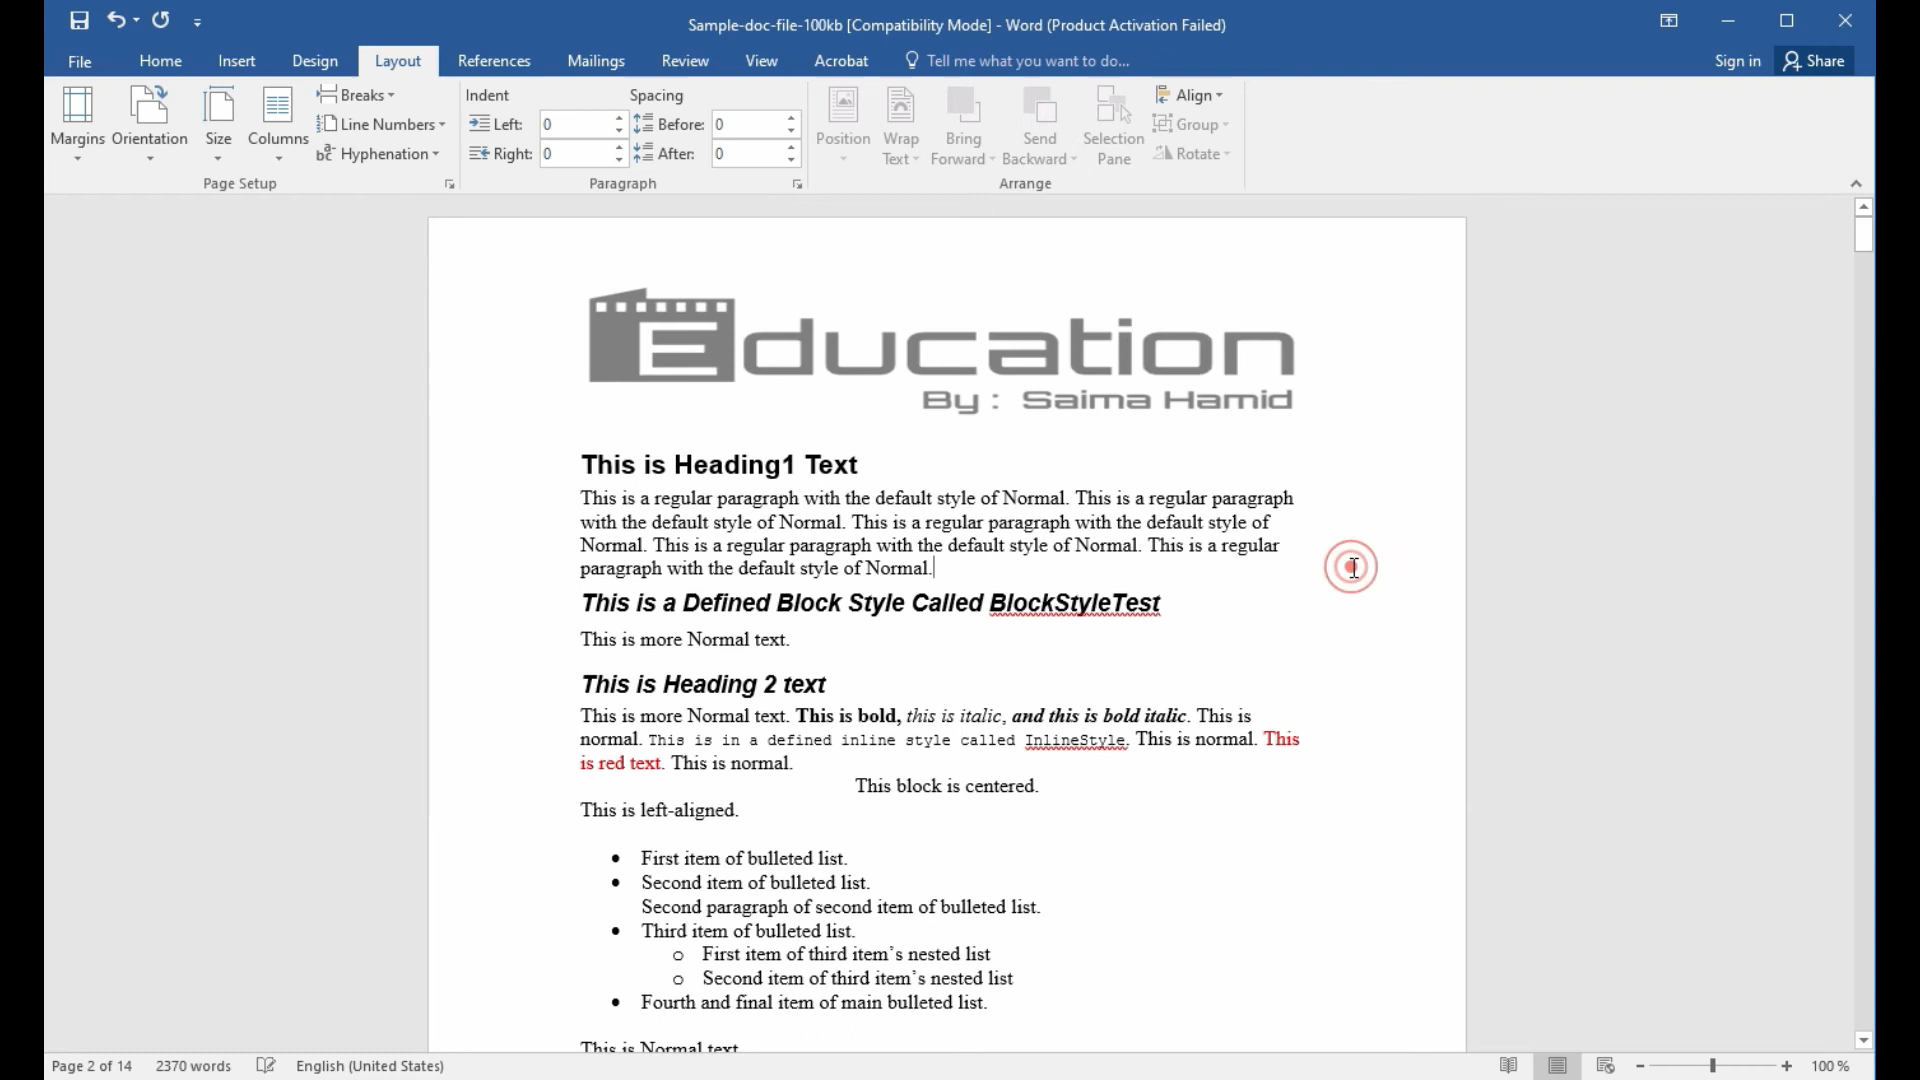 Sample-doc-file-100kb [Compatibility Mode] - Word (Product Activation Failed)
File Home Insert Design Layout References Mailings Review View Acrobat Tell me what you want to do... Sign in Share
Margins Orientation Size Columns
Breaks
Line Numbers
Hyphenation
Page Setup
Indent Spacing
Left: 0 Before: 0
Right: 0 After: 0
Paragraph
Position Wrap Text Bring Forward Send Backward Selection Pane
Align
Group
Rotate
Arrange
Education
By : Saima Hamid
This is Heading1 Text
This is a regular paragraph with the default style of Normal. This is a regular paragraph
with the default style of Normal. This is a regular paragraph with the default style of
Normal. This is a regular paragraph with the default style of Normal. This is a regular
paragraph with the default style of Normal.
This is a Defined Block Style Called BlockStyleTest
This is more Normal text.
This is Heading 2 text
This is more Normal text. This is bold, this is italic, and this is bold italic. This is
normal. This is in a defined inline style called InlineStyle. This is normal. This
is red text. This is normal.
This block is centered.
This is left-aligned.
• First item of bulleted list.
• Second item of bulleted list.
Second paragraph of second item of bulleted list.
• Third item of bulleted list.
o First item of third item’s nested list
o Second item of third item’s nested list
• Fourth and final item of main bulleted list.
This is Normal text
Page 2 of 14 2370 words English (United States) 100 %